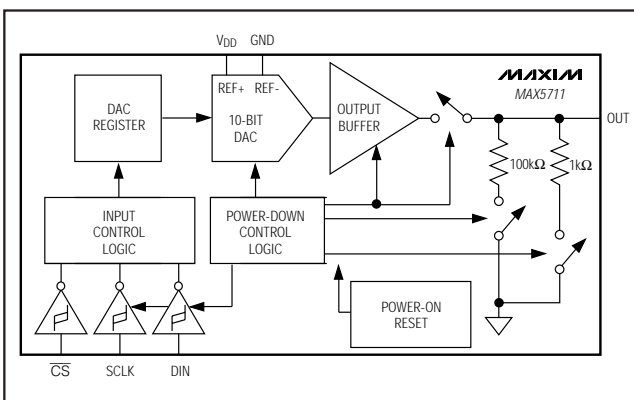 VDD GND
MAXIM
MAX5711
REF+ REF-
DAC
REGISTER
10-BIT
DAC
OUTPUT
BUFFER
OUT
100kΩ
1kΩ
INPUT
CONTROL
LOGIC
POWER-DOWN
CONTROL
LOGIC
POWER-ON
RESET
CS SCLK DIN